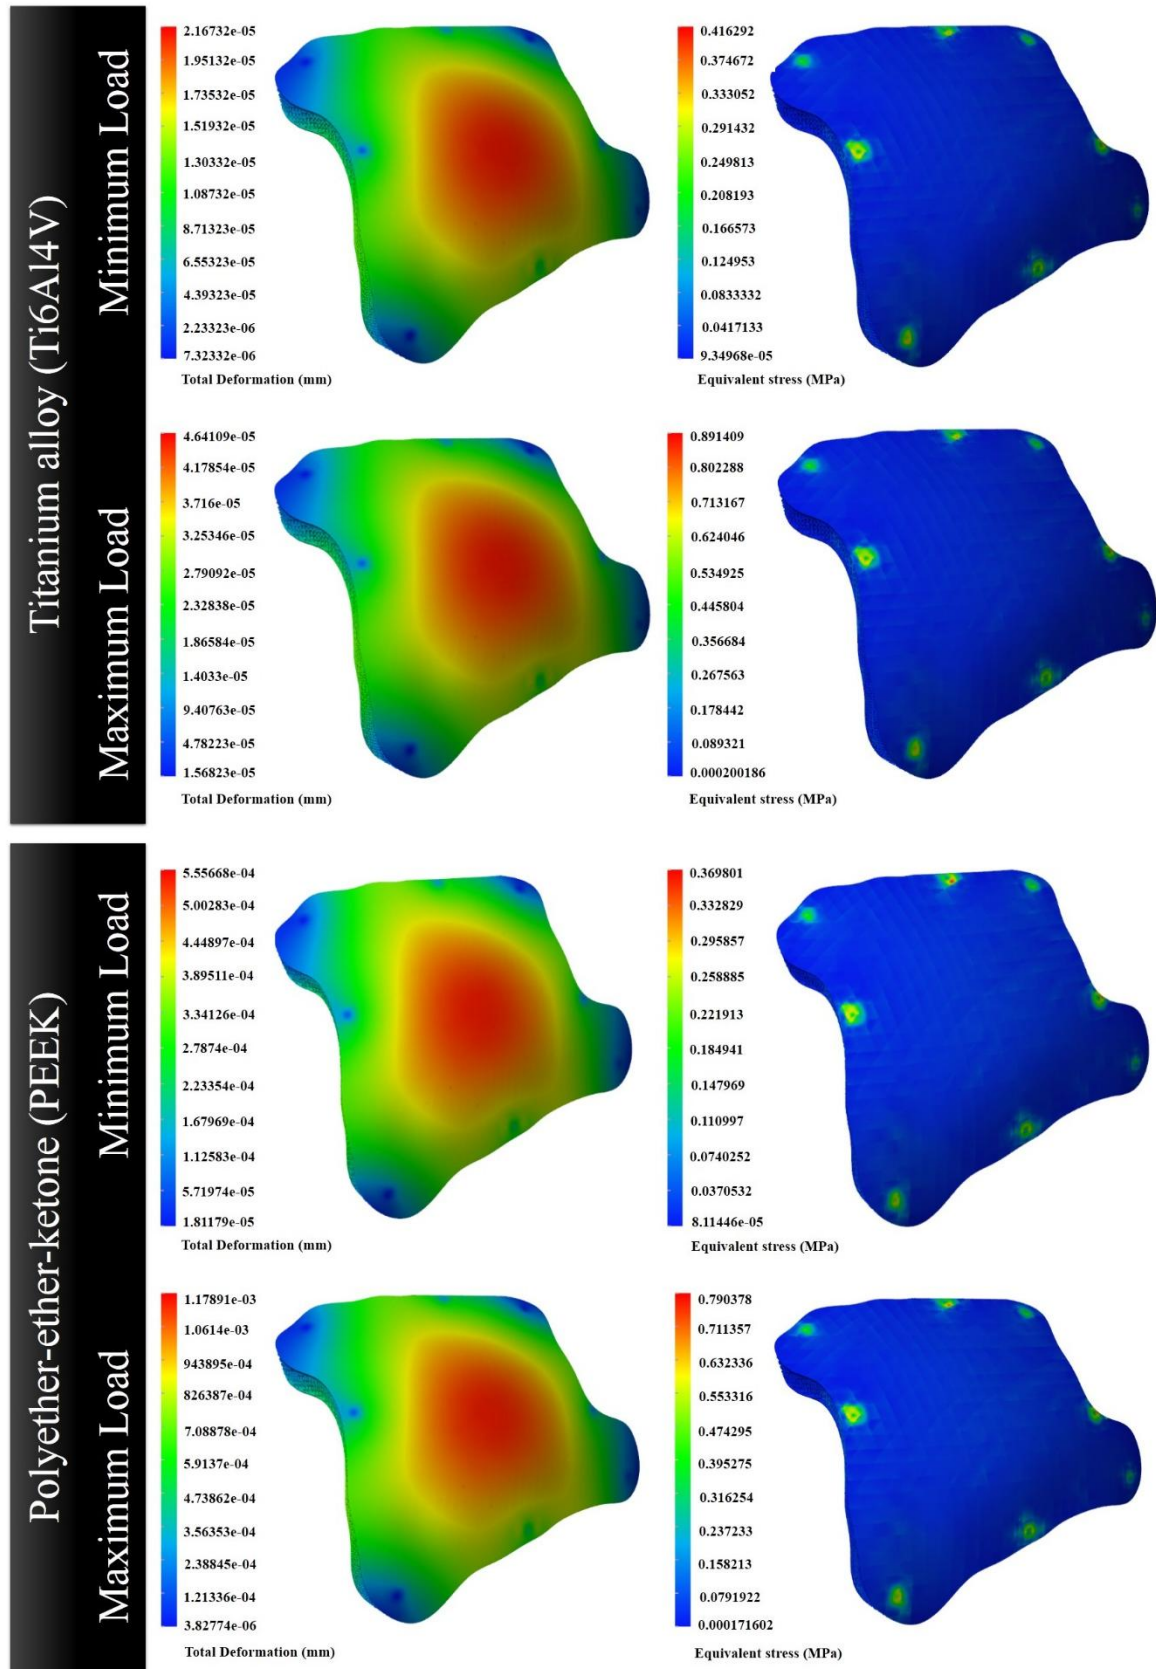 Titanium alloy (Ti6Al4V)
Minimum Load
2.16732e-05
1.95132e-05
1.73532e-05
1.51932e-05
1.30332e-05
1.08732e-05
8.71323e-05
6.55323e-05
4.39323e-05
2.23323e-06
7.32332e-06
Total Deformation (mm)
0.416292
0.374672
0.333052
0.291432
0.249813
0.208193
0.166573
0.124953
0.0833332
0.0417133
9.34968e-05
Equivalent stress (MPa)
Maximum Load
4.64109e-05
4.17854e-05
3.716e-05
3.25346e-05
2.79092e-05
2.32838e-05
1.86584e-05
1.4033e-05
9.40763e-05
4.78223e-05
1.56823e-05
Total Deformation (mm)
0.891409
0.802288
0.713167
0.624046
0.534925
0.445804
0.356684
0.267563
0.178442
0.089321
0.000200186
Equivalent stress (MPa)
Polyether-ether-ketone (PEEK)
Minimum Load
5.55668e-04
5.00283e-04
4.44897e-04
3.89511e-04
3.34126e-04
2.7874e-04
2.23354e-04
1.67969e-04
1.12583e-04
5.71974e-05
1.81179e-05
Total Deformation (mm)
0.369801
0.332829
0.295857
0.258885
0.221913
0.184941
0.147969
0.110997
0.0740252
0.0370532
8.11446e-05
Equivalent stress (MPa)
Maximum Load
1.17891e-03
1.0614e-03
943895e-04
826387e-04
7.08878e-04
5.9137e-04
4.73862e-04
3.56353e-04
2.38845e-04
1.21336e-04
3.82774e-06
Total Deformation (mm)
0.790378
0.711357
0.632336
0.553316
0.474295
0.395275
0.316254
0.237233
0.158213
0.0791922
0.000171602
Equivalent stress (MPa)